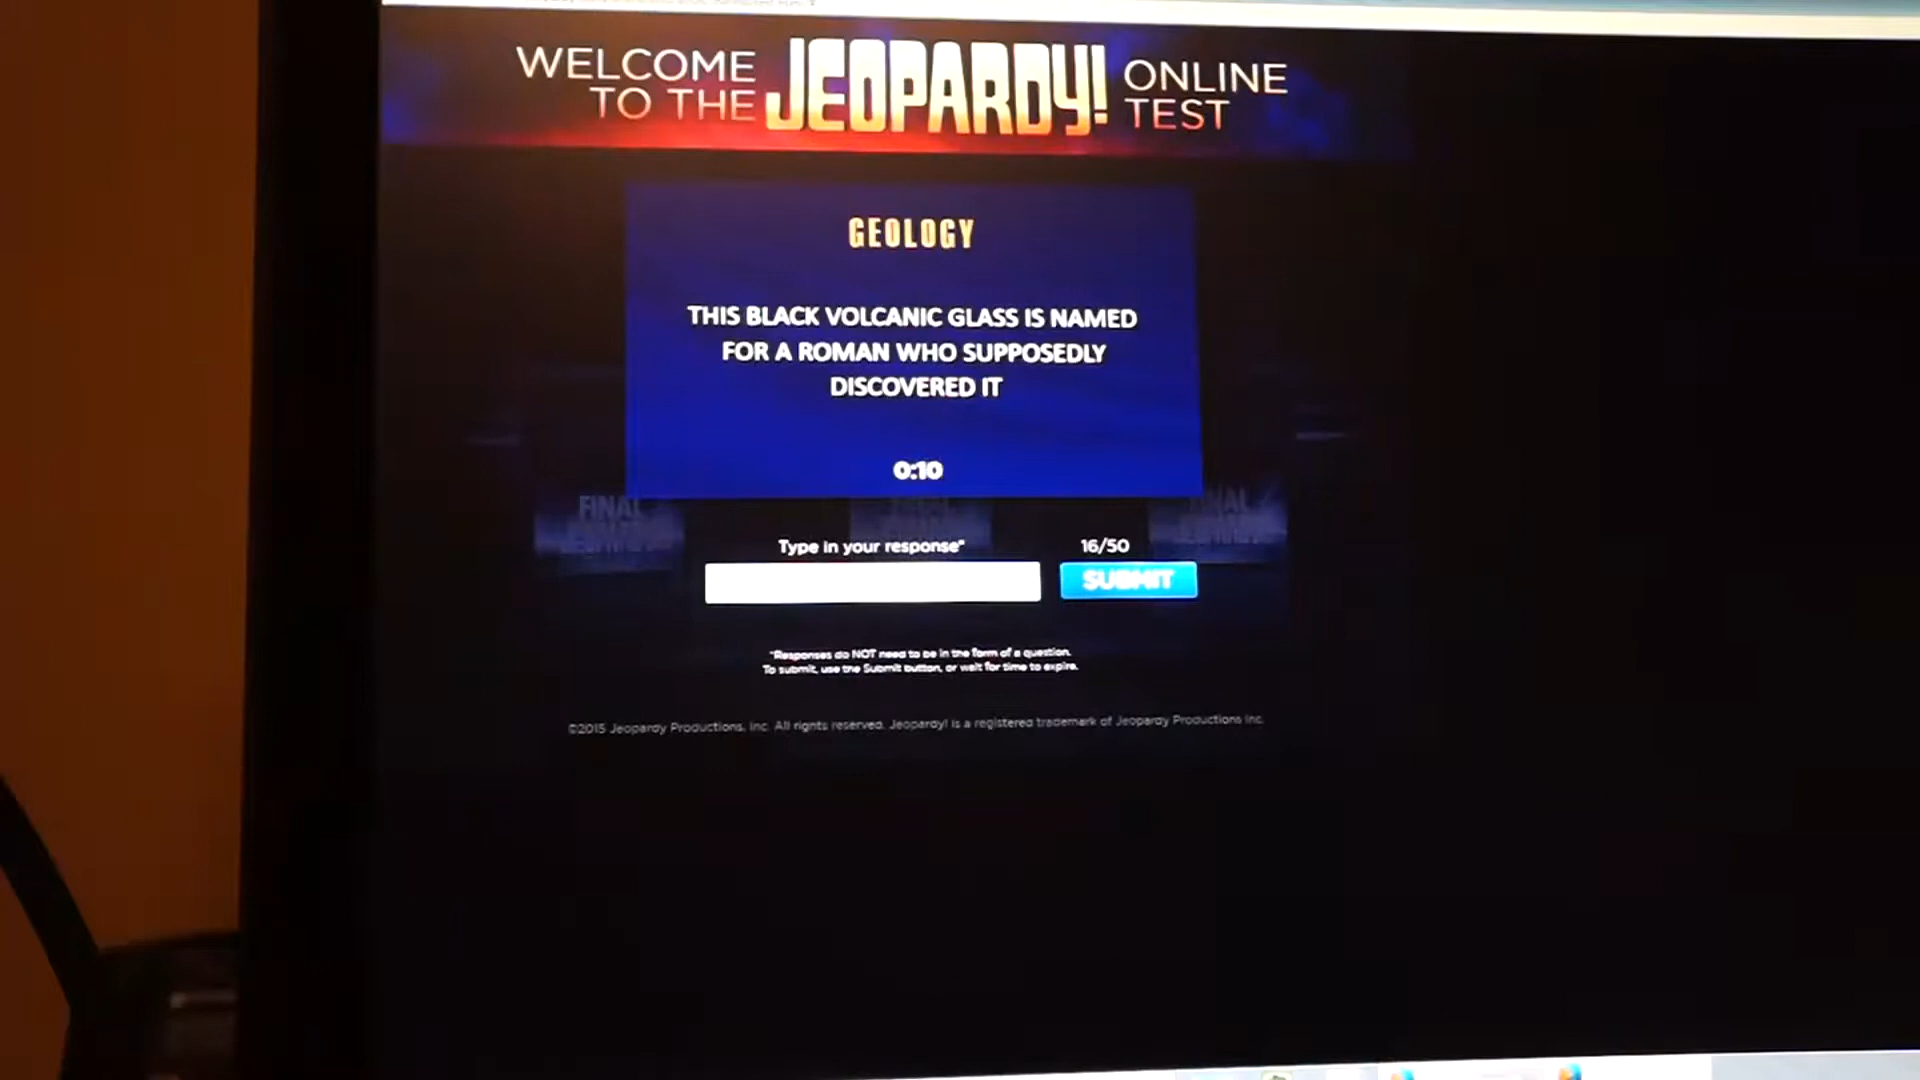 WELCOME
TO THE
JEOPARDY!
ONLINE
TEST
GEOLOGY
THIS BLACK VOLCANIC GLASS IS NAMED
FOR A ROMAN WHO SUPPOSEDLY
DISCOVERED IT
0:10
FINAL
FINAL
FINAL
Type in your response*
16/50
SUBMIT
*Responses do NOT need to be in the form of a question.
To submit, use the Submit button, or wait for time to expire.
©2015 Jeopardy Productions, Inc. All rights reserved. Jeopardy! is a registered trademark of Jeopardy Productions Inc.